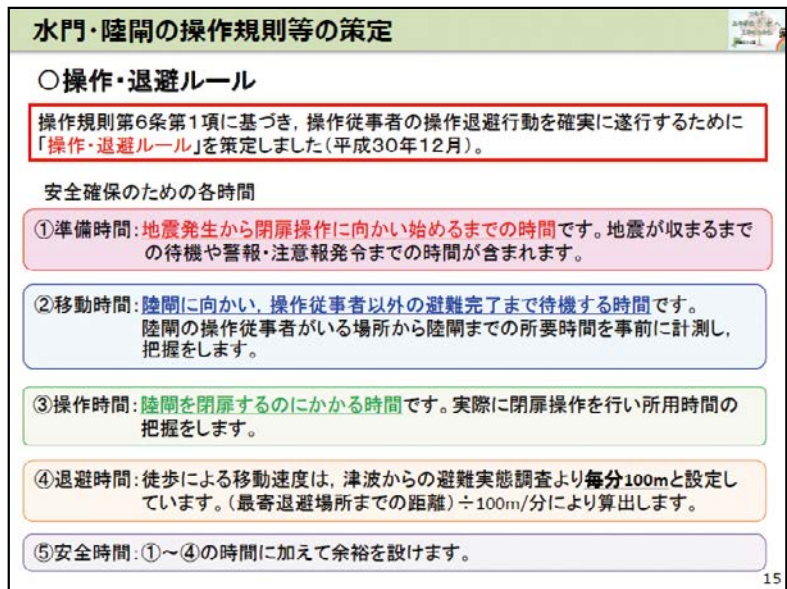 水門・陸閘の操作規則等の策定
○操作・退避ルール
操作規則第6条第1項に基づき，操作従事者の操作退避行動を確実に遂行するために
「操作・退避ルール」を策定しました（平成30年12月）。
安全確保のための各時間
①準備時間：地震発生から閉扉操作に向かい始めるまでの時間です。地震が収まるまで
の待機や警報・注意報発令までの時間が含まれます。
②移動時間：陸閘に向かい，操作従事者以外の避難完了まで待機する時間です。
陸閘の操作従事者がいる場所から陸閘までの所要時間を事前に計測し，
把握をします。
③操作時間：陸閘を閉扉するのにかかる時間です。実際に閉扉操作を行い所用時間の
把握をします。
④退避時間：徒歩による移動速度は，津波からの避難実態調査より毎分100mと設定し
ています。（最寄退避場所までの距離）÷100m/分により算出します。
⑤安全時間：①～④の時間に加えて余裕を設けます。
15